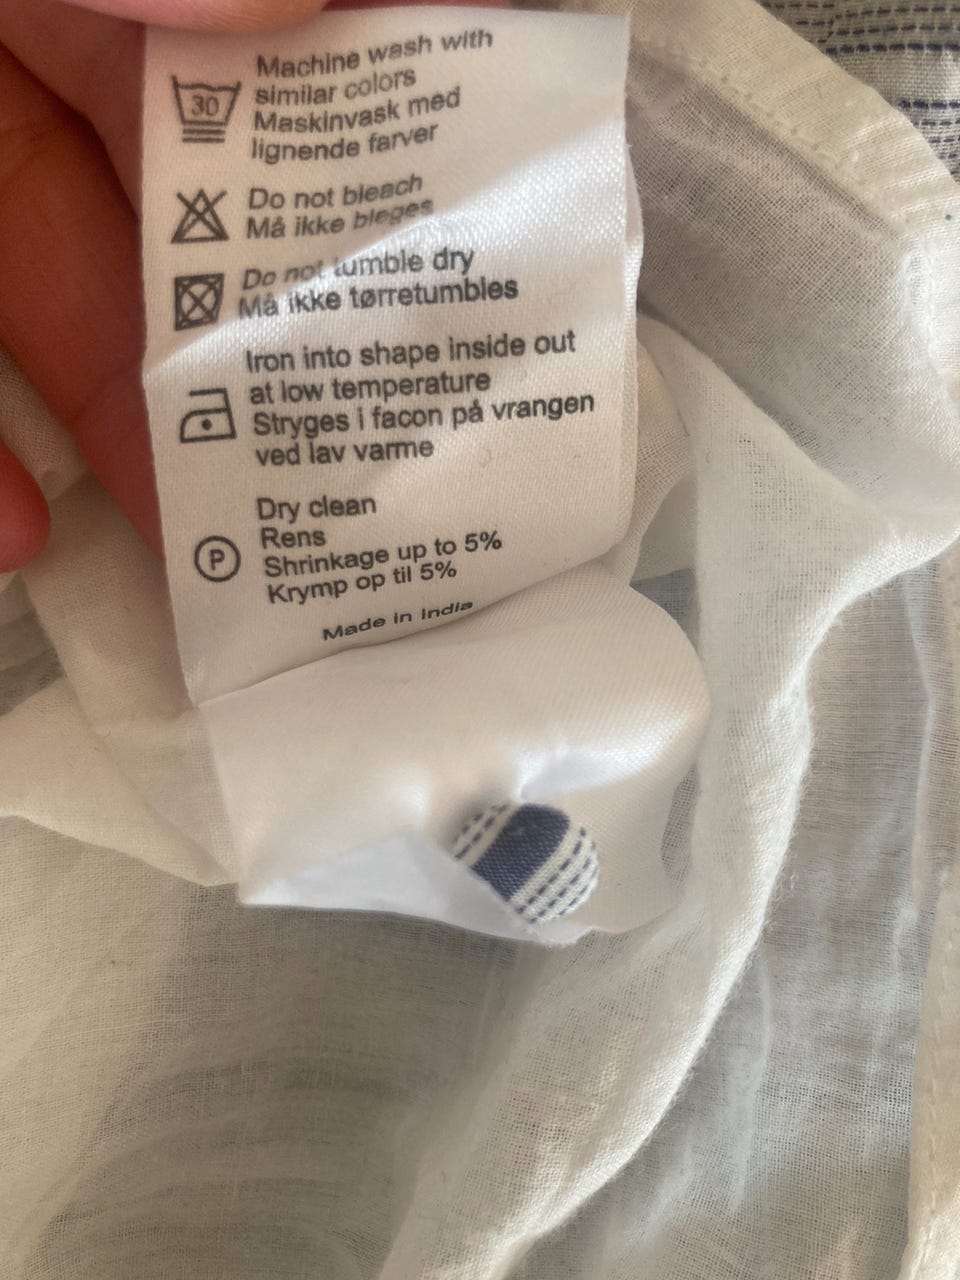 Machine wash with
similar colors
30
Maskinvask med
lignende farver
Do not bleach
Må ikke bleges
Do not tumble dry
Må ikke tørretumbles
Iron into shape inside out
at low temperature
Stryges i facon på vrangen
ved lav varme
Dry clean
Rens
P
Shrinkage up to 5%
Krymp op til 5%
Made in India